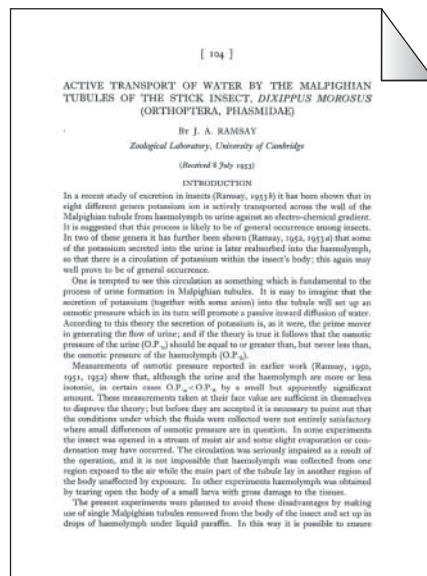 [ 104 ]
ACTIVE TRANSPORT OF WATER BY THE MALPIGHIAN
TUBULES OF THE STICK INSECT, DIXIPPUS MOROSUS
(ORTHOPTERA, PHASMIDAE)
BY J. A. RAMSAY
Zoological Laboratory, University of Cambridge
(Received 8 July 1953)
INTRODUCTION
In a recent study of excretion in insects (Ramsay, 1953b) it has been shown that in
eight different genera potassium ion is actively transported across the wall of the
Malpighian tubule from haemolymph to urine against an electro-chemical gradient.
It is suggested that this process is likely to be of general occurrence among insects.
In two of these genera it has further been shown (Ramsay, 1952, 1953a) that some
of the potassium secreted into the urine is later reabsorbed into the haemolymph,
so that there is a circulation of potassium within the insect's body; this again may
well prove to be of general occurrence.
One is tempted to see this circulation as something which is fundamental to the
process of urine formation in Malpighian tubules. It is easy to imagine that the
secretion of potassium (together with some anion) into the tubule will set up an
osmotic pressure which in its turn will promote a passive inward diffusion of water.
According to this theory the secretion of potassium is, as it were, the prime mover
in generating the flow of urine; and if the theory is true it follows that the osmotic
pressure of the urine (O.P.) should be equal to or greater than, but never less than,
the osmotic pressure of the haemolymph (O.P.).
Measurements of osmotic pressure reported in earlier work (Ramsay, 1950,
1951, 1952) show that, although the urine and the haemolymph are more or less
isotonic, in certain cases O.P. < O.P. by a small but apparently significant
amount. These measurements taken at their face value are sufficient in themselves
to disprove the theory; but before they are accepted it is necessary to point out that
the conditions under which the fluids were collected were not entirely satisfactory
where small differences of osmotic pressure are in question. In some experiments
the insect was opened in a stream of moist air and some slight evaporation or con-
densation may have occurred. The circulation was seriously impaired as a result of
the operation, and it is not impossible that haemolymph was collected from one
region exposed to the air while the main part of the tubule lay in another region of
the body unaffected by exposure. In other experiments haemolymph was obtained
by tearing open the body of a small larva with gross damage to the tissues.
The present experiments were planned to avoid these disadvantages by making
use of single Malpighian tubules removed from the body of the insect and set up in
drops of haemolymph under liquid paraffin. In this way it is possible to ensure